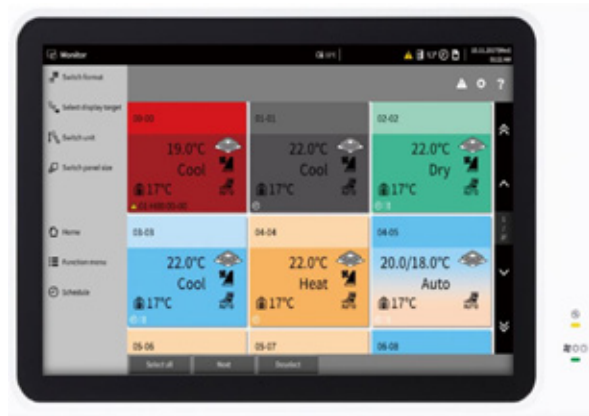 Monitor
Switch format
Select display target
Switch unit
Switch panel size
Home
Function menu
Schedule
?
00-00
19.0°C
Cool
17°C
01-01
22.0°C
Cool
17°C
02-02
22.0°C
Dry
17°C
03-03
22.0°C
Cool
17°C
04-04
22.0°C
Heat
17°C
04-05
20.0/18.0°C
Auto
17°C
05-06
05-07
06-08
Select all
Next
Deselect